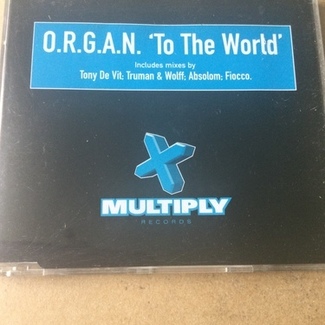 O.R.G.A.N. 'To The World'
Includes mixes by
Tony De Vit; Truman & Wolff; Absolom; Fiocco.
MULTIPLY
RECORDS